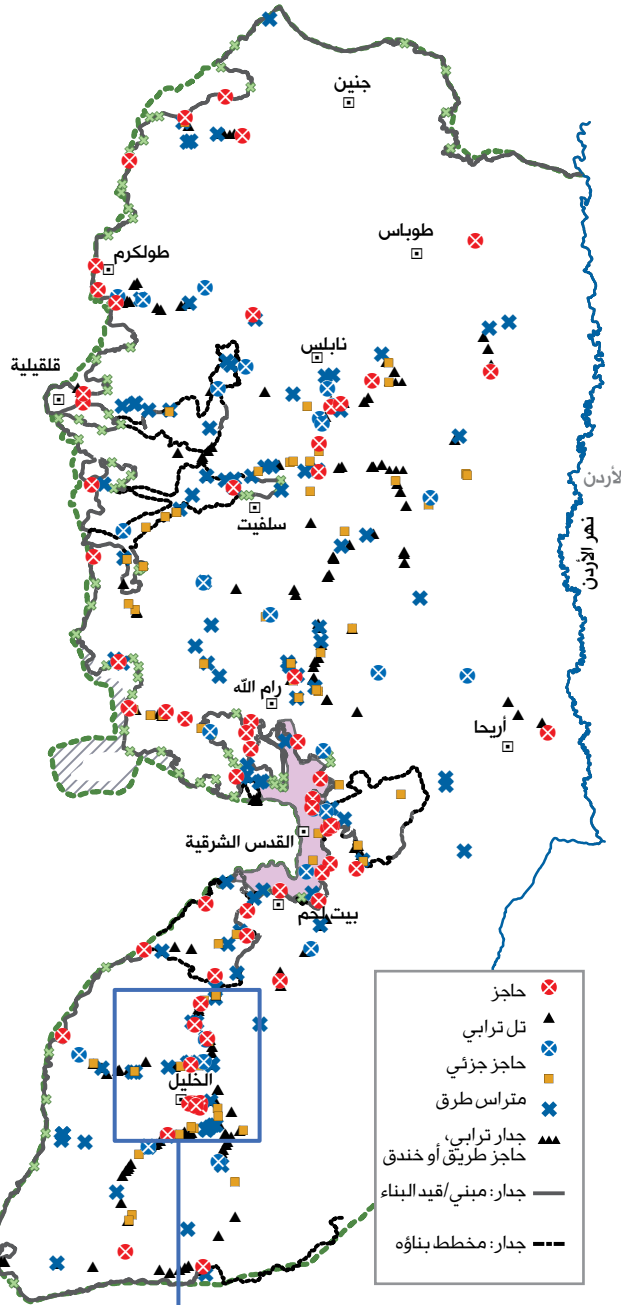 جنين
طوباس
طولكرم
نابلس
قلقيلية
الأردن
سلفيت
نهر الأردن
رام الله
أريحا
القدس الشرقية
بيت لحم
الخليل
حاجز
تل ترابي
حاجز جزئي
متراس طرق
جدار ترابي،
حاجز طريق أو خندق
جدار: مبني/قيد البناء
جدار: مخطط بناؤه